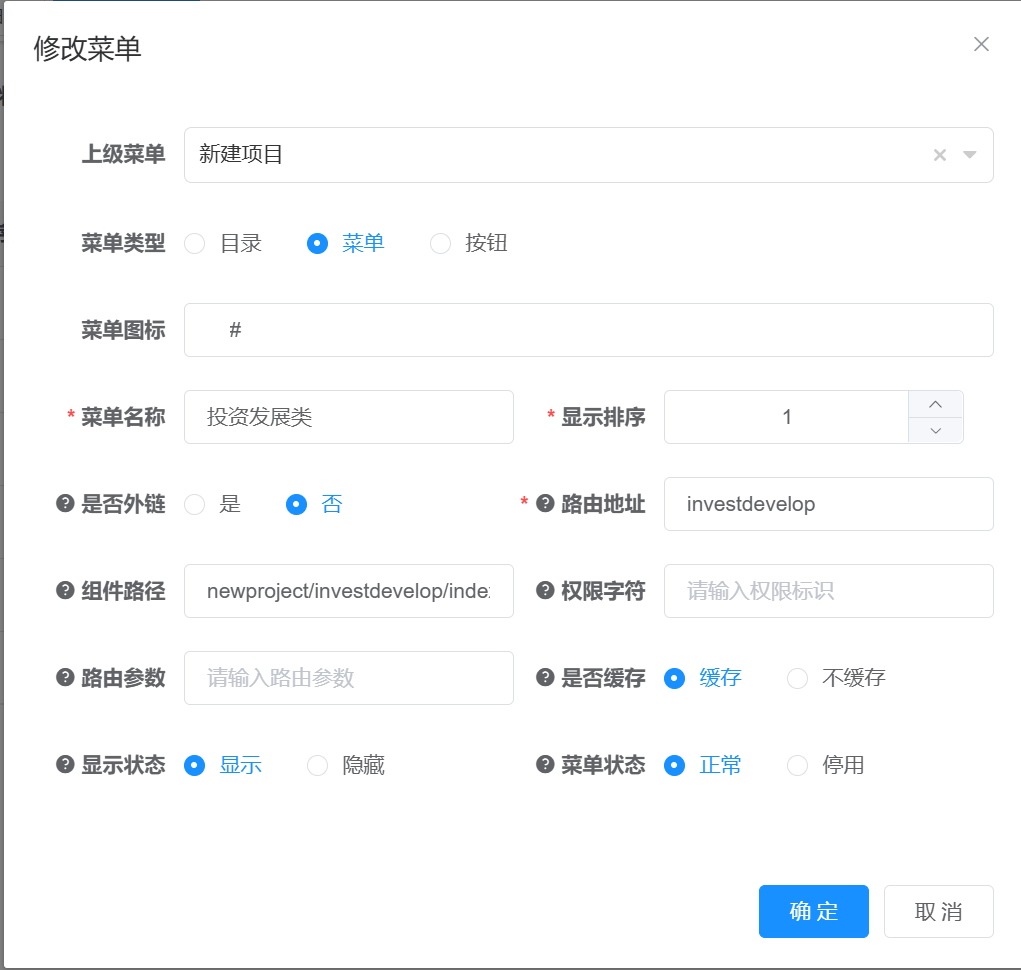 修改菜单
上级菜单 新建项目
菜单类型 目录 菜单 按钮
菜单图标 #
* 菜单名称 投资发展类 * 显示排序 1
是否外链 是 否 * 路由地址 investdevelop
组件路径 newproject/investdevelop/inde 权限字符 请输入权限标识
路由参数 请输入路由参数 是否缓存 缓存 不缓存
显示状态 显示 隐藏 菜单状态 正常 停用
确 定 取 消